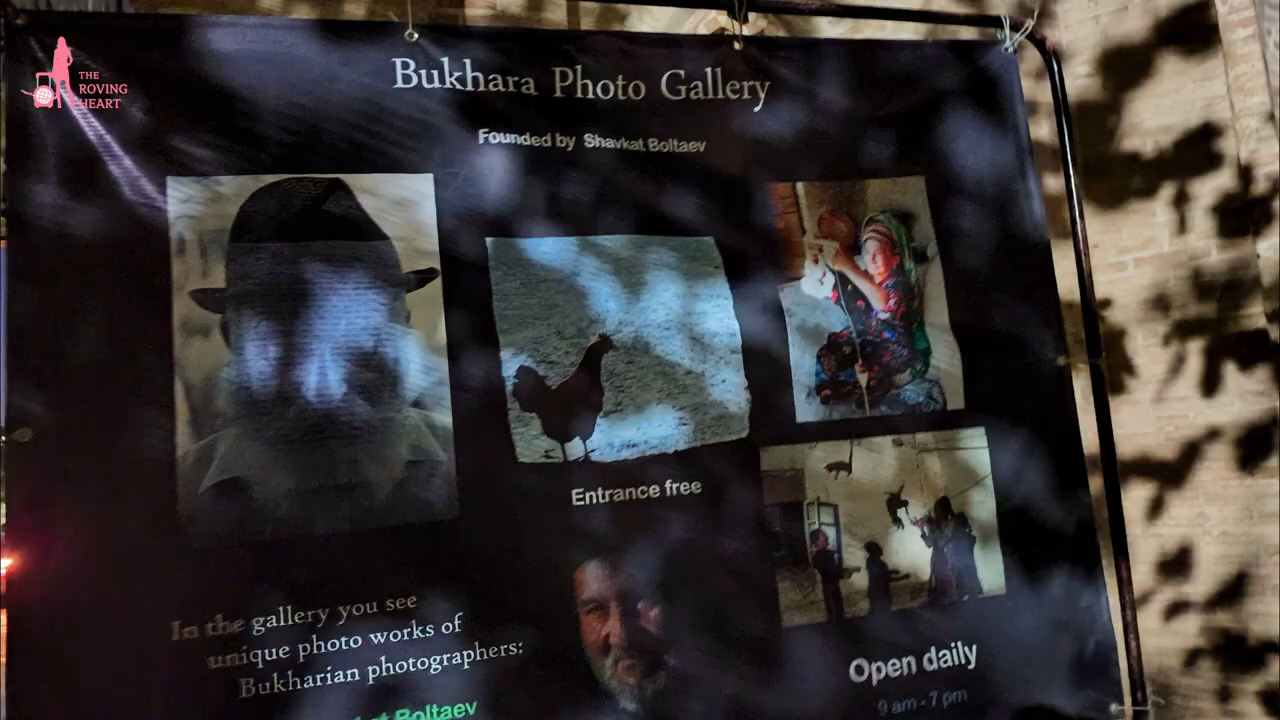 THE
ROVING
HEART
Bukhara Photo Gallery
Founded by Shavkat Boltaev
Entrance free
In the gallery you see
unique photo works of
Bukharian photographers:
Boltaev
Open daily
9 am - 7 pm